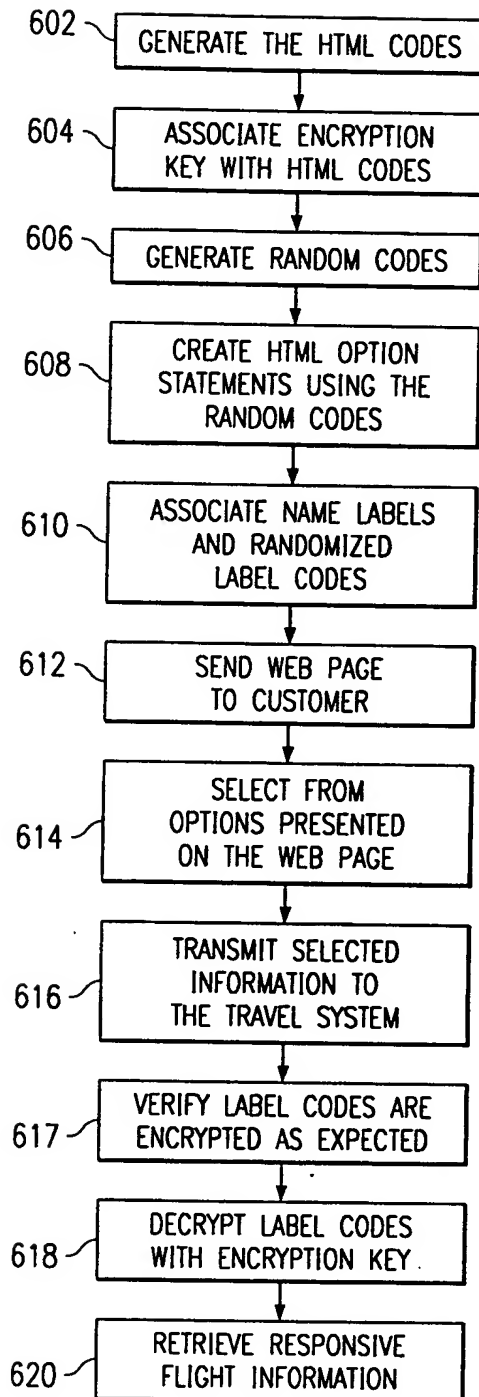 602
GENERATE THE HTML CODES
604
ASSOCIATE ENCRYPTION
KEY WITH HTML CODES
606
GENERATE RANDOM CODES
608
CREATE HTML OPTION
STATEMENTS USING THE
RANDOM CODES
610
ASSOCIATE NAME LABELS
AND RANDOMIZED
LABEL CODES
612
SEND WEB PAGE
TO CUSTOMER
614
SELECT FROM
OPTIONS PRESENTED
ON THE WEB PAGE
616
TRANSMIT SELECTED
INFORMATION TO
THE TRAVEL SYSTEM
617
VERIFY LABEL CODES ARE
ENCRYPTED AS EXPECTED
618
DECRYPT LABEL CODES
WITH ENCRYPTION KEY
620
RETRIEVE RESPONSIVE
FLIGHT INFORMATION